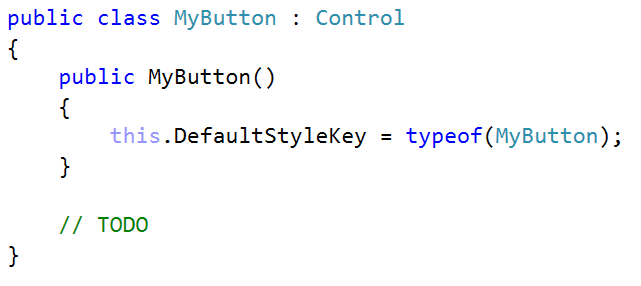 public class MyButton : Control
{
    public MyButton()
    {
        this.DefaultStyleKey = typeof(MyButton);
    }

    // TODO
}